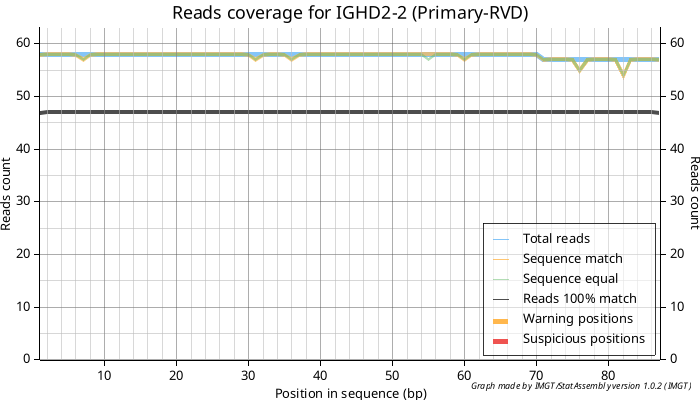 Reads coverage for IGHD2-2 (Primary-RVD)
60
50
40
30
20
10
0
Reads count
60
50
40
30
20
10
0
Reads count
Total reads
Sequence match
Sequence equal
Reads 100% match
Warning positions
Suspicious positions
10 20 30 40 50 60 70 80
Position in sequence (bp)
Graph made by IMGT/StatAssembly version 1.0.2 (IMGT)